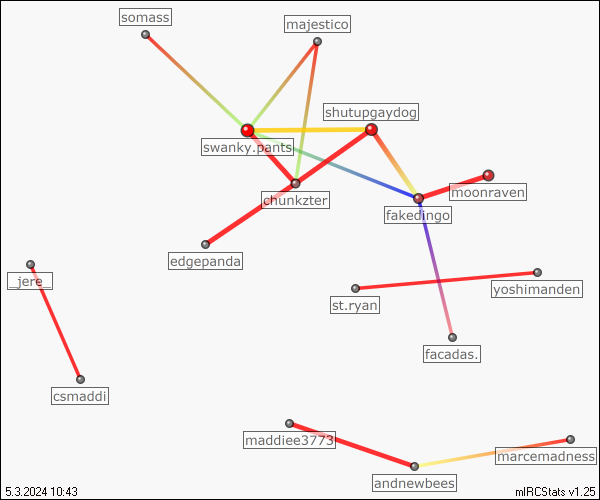 somass
majestico
shutupgaydog
swanky.pants
moonraven
chunkzter
fakedingo
edgepanda
_jere_
yoshimanden
st.ryan
facadas.
csmaddi
maddiee3773
marcemadness
andnewbees
5.3.2024 10:43
mIRCStats v1.25